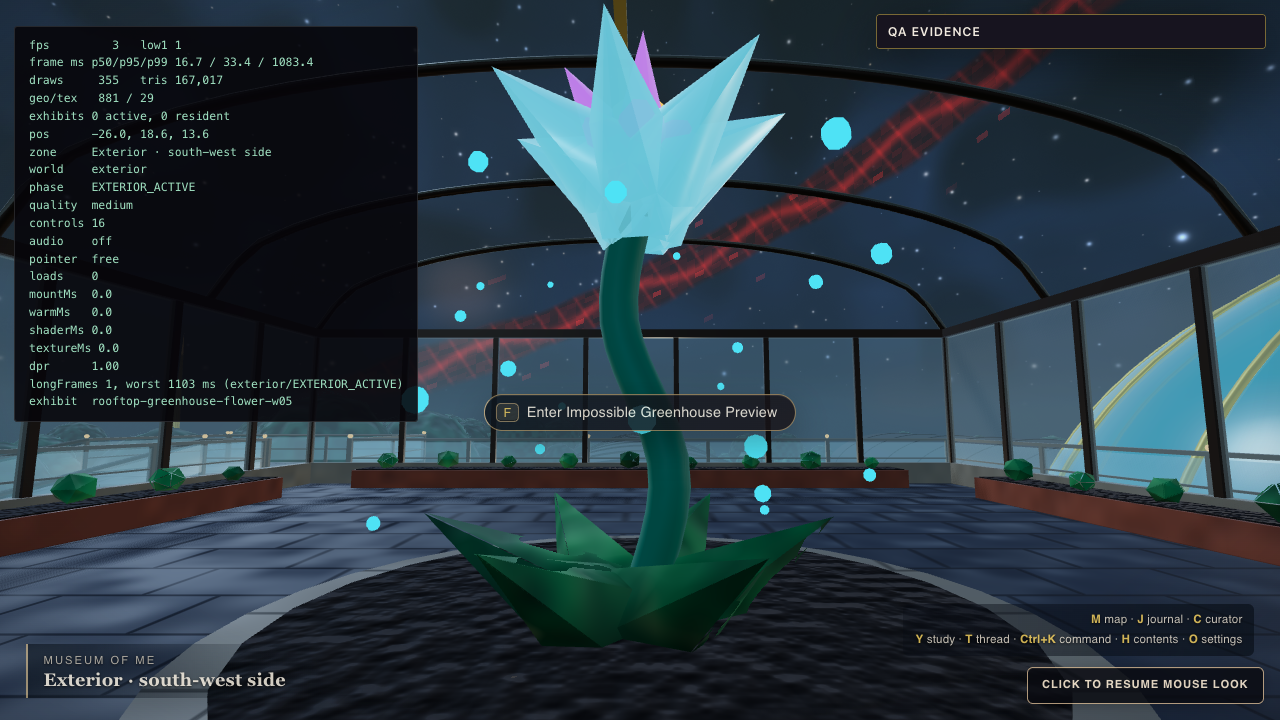 fps 3 low1 1
frame ms p50/p95/p99 16.7 / 33.4 / 1083.4
draws 355 tris 167,017
geo/tex 881 / 29
exhibits 0 active, 0 resident
pos −26.0, 18.6, 13.6
zone Exterior · south-west side
world exterior
phase EXTERIOR_ACTIVE
quality medium
controls 16
audio off
pointer free
loads 0
mountMs 0.0
warmMs 0.0
shaderMs 0.0
textureMs 0.0
dpr 1.00
longFrames 1, worst 1103 ms (exterior/EXTERIOR_ACTIVE)
exhibit rooftop-greenhouse-flower-w05
QA EVIDENCE
F Enter Impossible Greenhouse Preview
M map · J journal · C curator
Y study · T thread · Ctrl+K command · H contents · O settings
MUSEUM OF ME
Exterior · south-west side
CLICK TO RESUME MOUSE LOOK